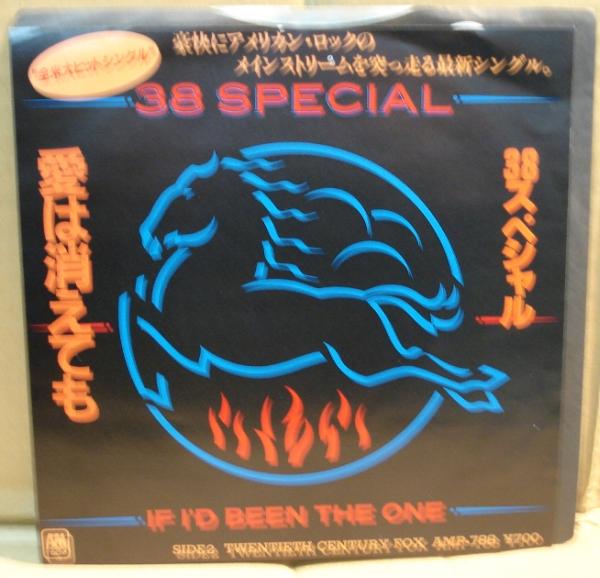 豪快にアメリカン・ロックの
メインストリームを突っ走る最新シングル。
"全米大ヒットシングル"
38 SPECIAL
愛は消えても
38スペシャル
IF I'D BEEN THE ONE
A&M
SIDE2. TWENTIETH CENTURY FOX AMP-788 ¥700